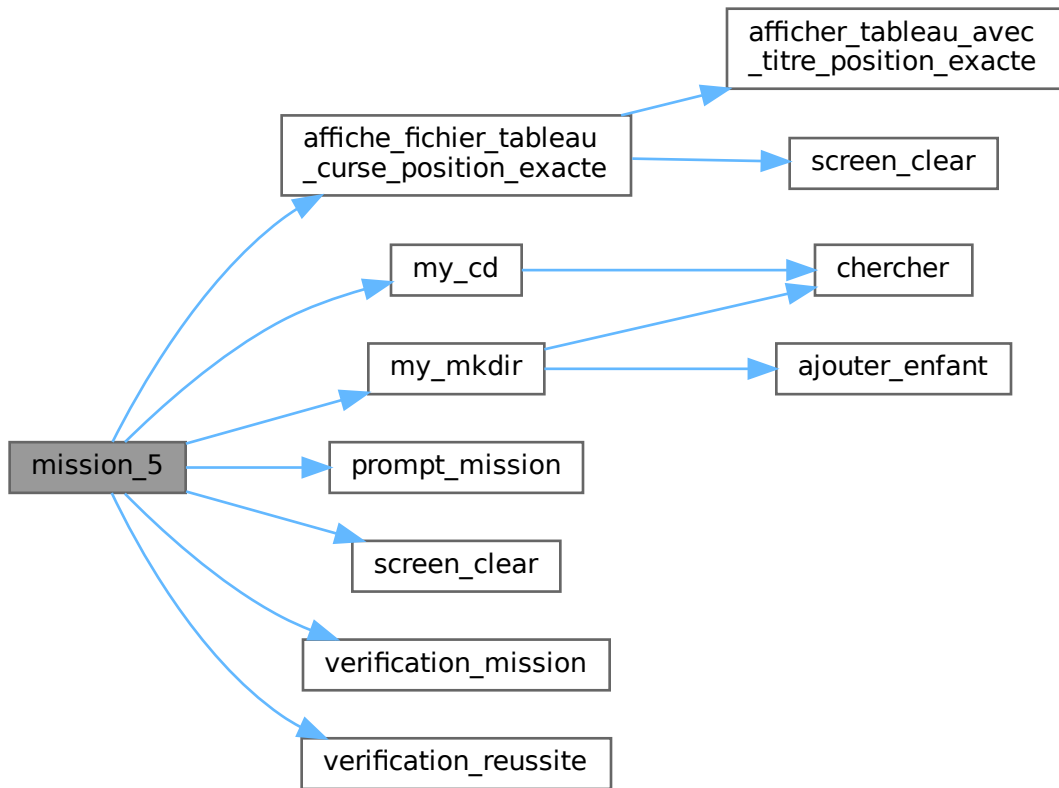 afficher_tableau_avec
_titre_position_exacte
affiche_fichier_tableau
_curse_position_exacte
screen_clear
my_cd
chercher
my_mkdir
ajouter_enfant
mission_5
prompt_mission
screen_clear
verification_mission
verification_reussite